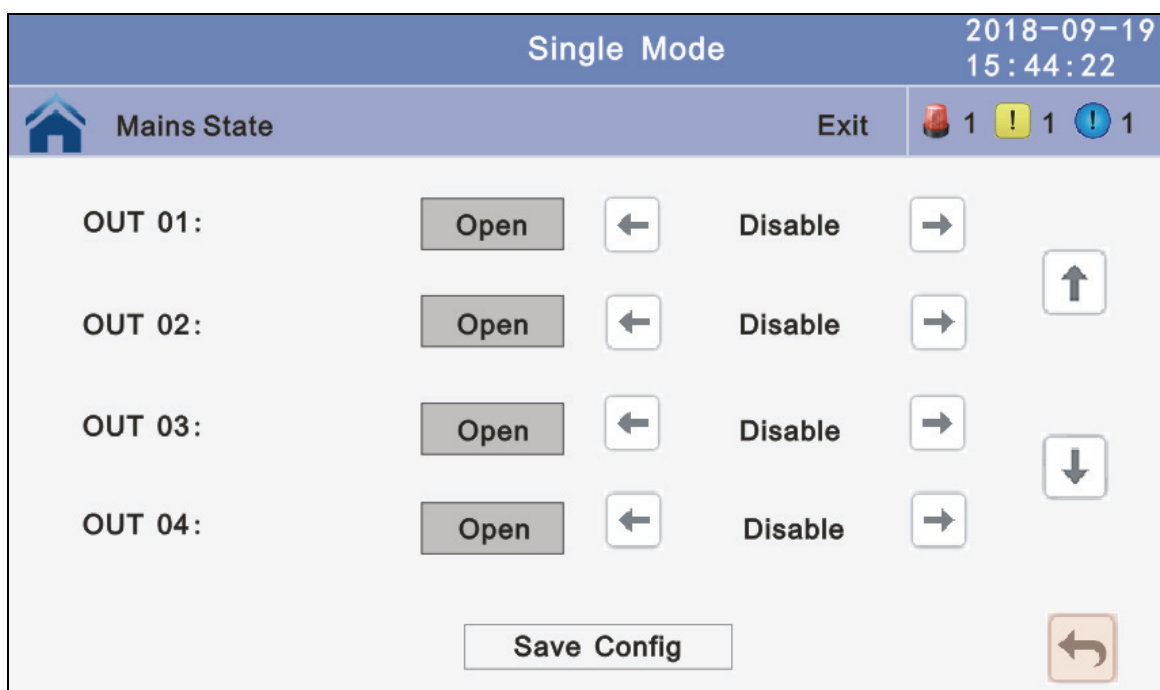 Single Mode
2018-09-19
15:44:22
Mains State Exit 1 ! 1 ! 1
OUT 01: Open Disable
OUT 02: Open Disable
OUT 03: Open Disable
OUT 04: Open Disable
Save Config